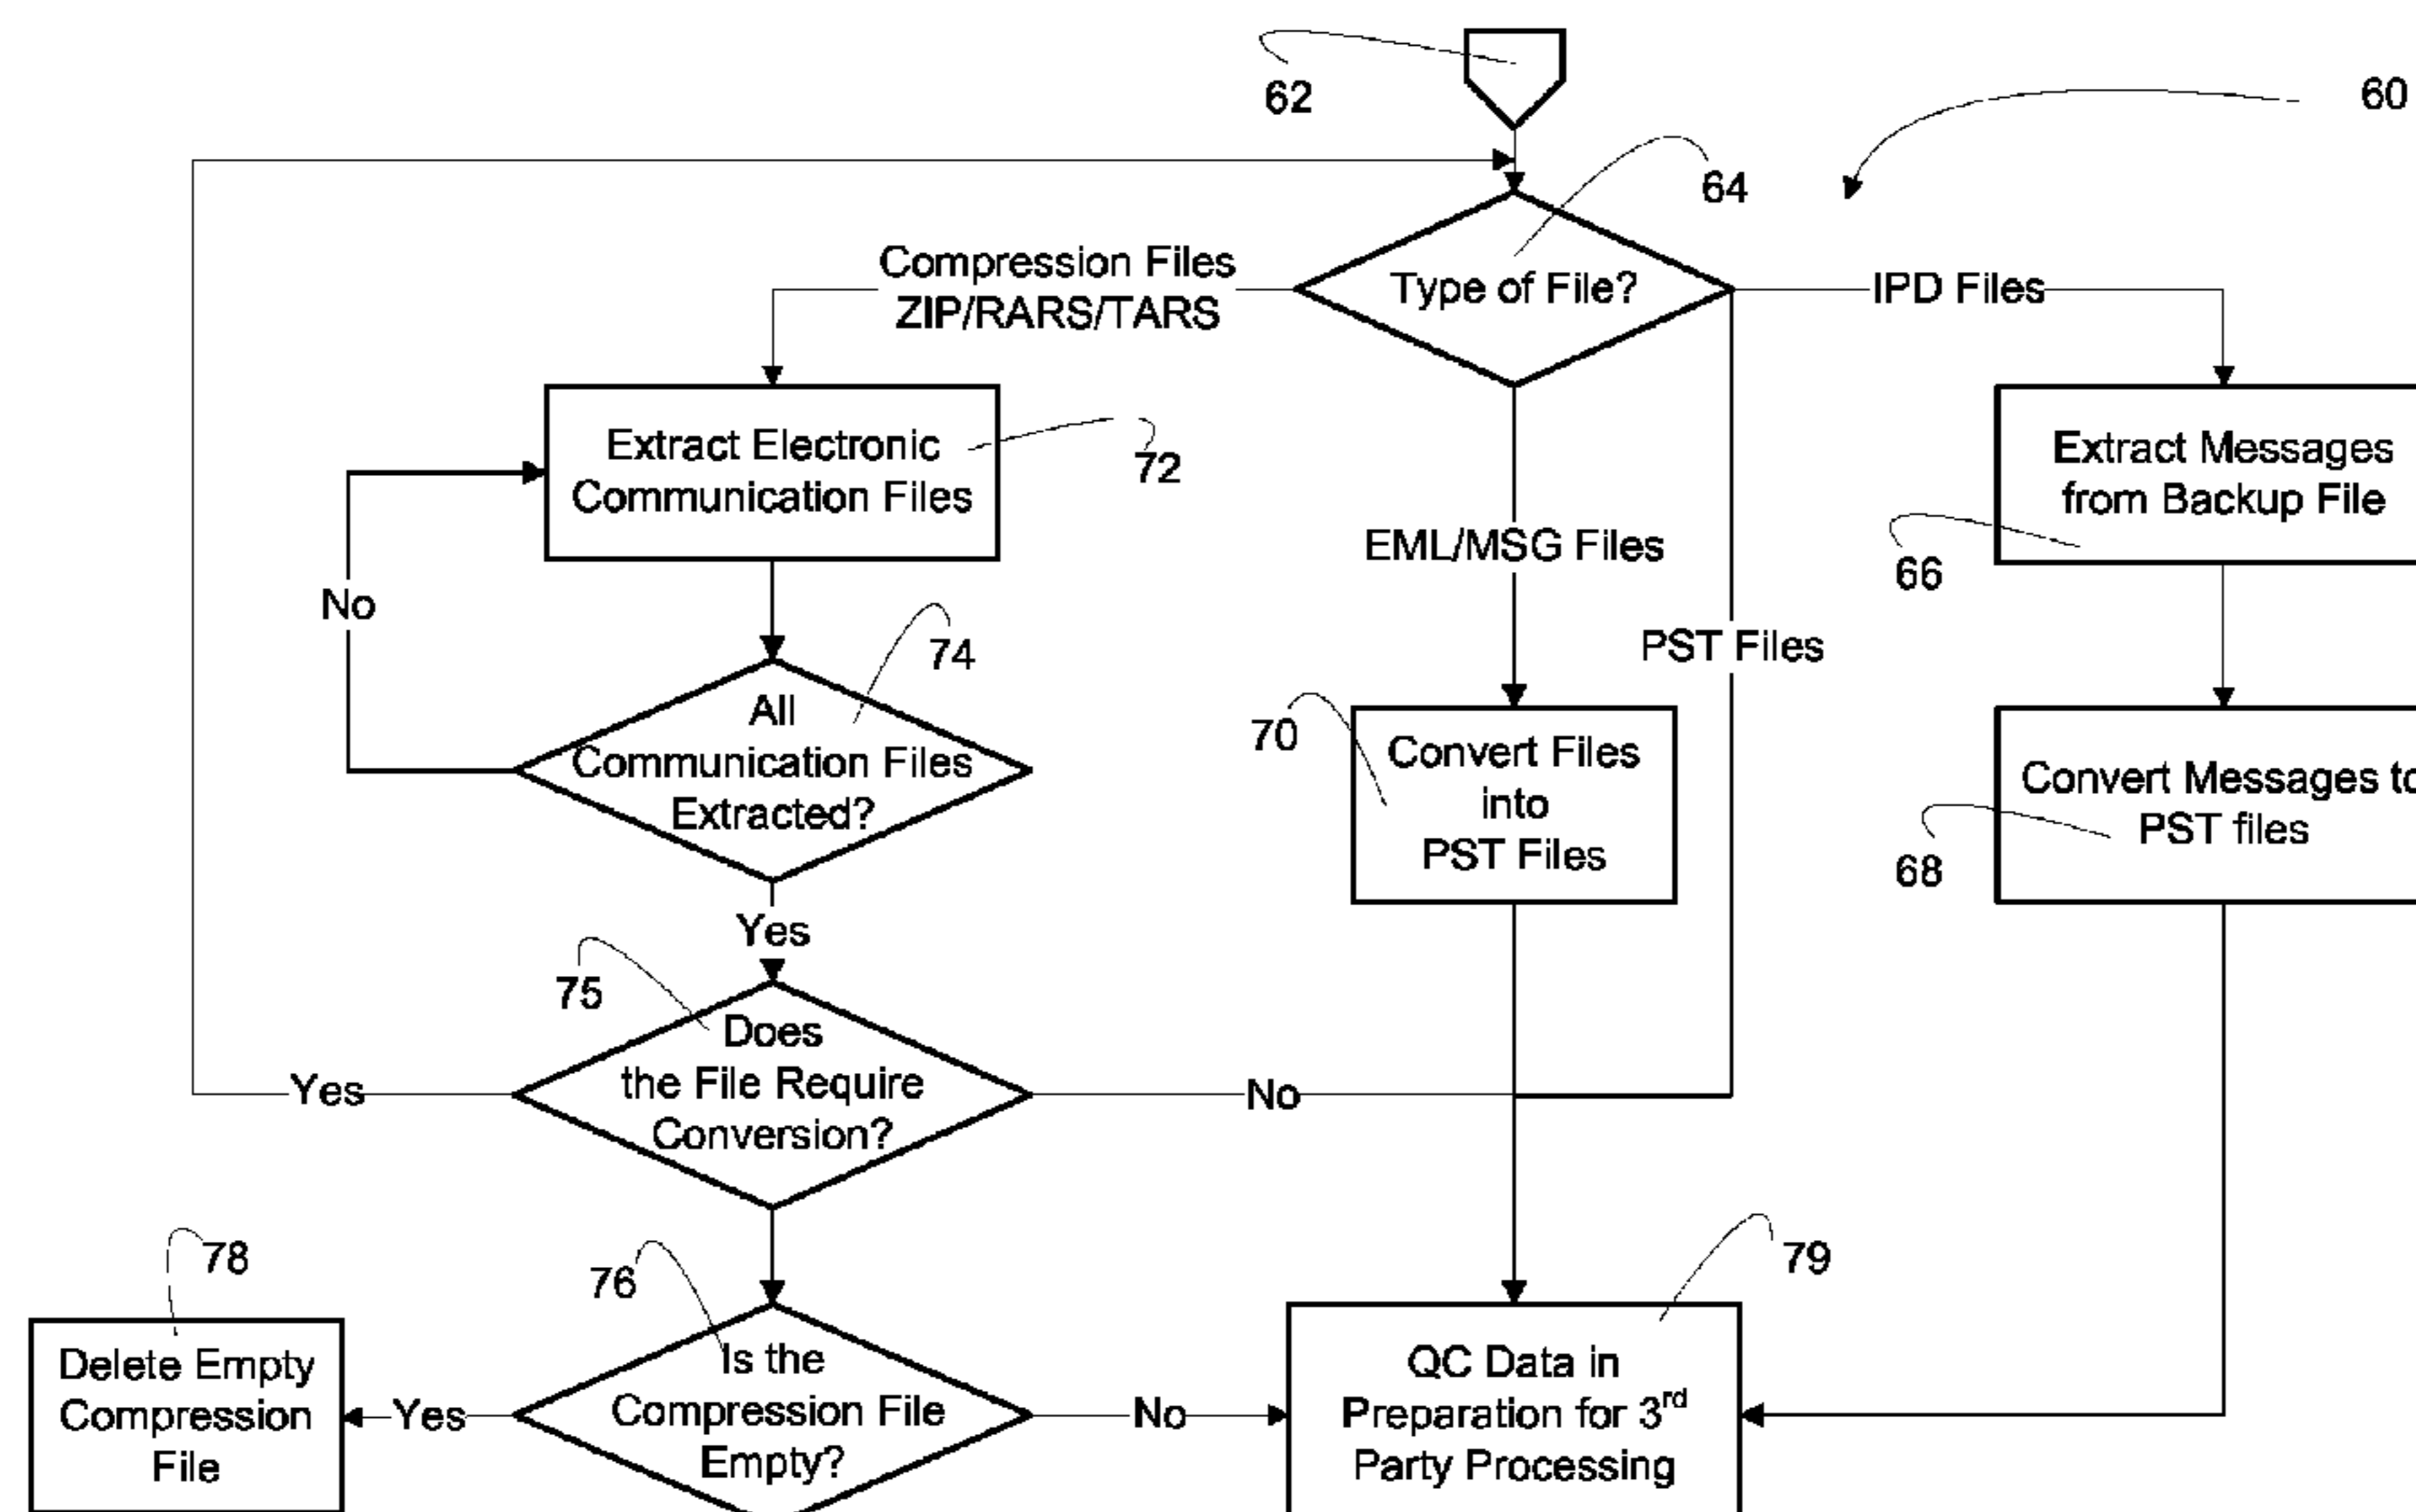 62
60
64
Compression Files
ZIP/RARS/TARS
Type of File?
IPD Files
Extract Electronic
Communication Files
72
Extract Messages
from Backup File
66
EML/MSG Files
No
PST Files
74
All
Communication Files
Extracted?
70
Convert Files
into
PST Files
Convert Messages to
PST files
68
Yes
75
Does
the File Require
Conversion?
Yes
No
78
76
79
Delete Empty
Compression
File
Yes
Is the
Compression File
Empty?
No
QC Data in
Preparation for 3rd
Party Processing